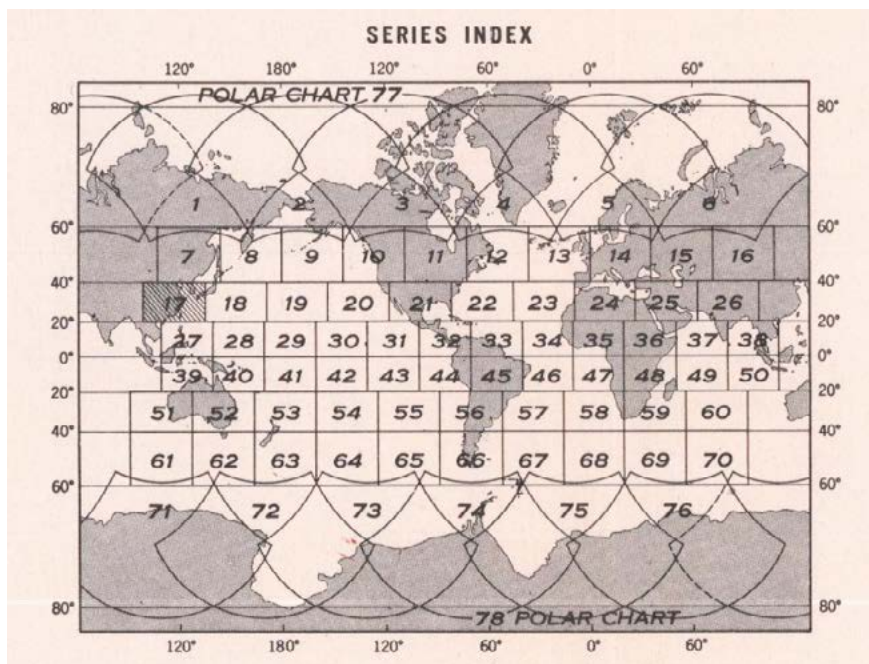 SERIES INDEX
120° 180° 120° 60° 0° 60°
80° POLAR CHART 77 80°
1 2 3 4 5 6
60° 60°
7 8 9 10 11 12 13 14 15 16
40° 40°
17 18 19 20 21 22 23 24 25 26
20° 20°
27 28 29 30 31 32 33 34 35 36 37 38
0° 0°
39 40 41 42 43 44 45 46 47 48 49 50
20° 20°
51 52 53 54 55 56 57 58 59 60
40° 40°
61 62 63 64 65 66 67 68 69 70
60° 60°
71 72 73 74 75 76
80° 78 POLAR CHART 80°
120° 180° 120° 60° 0° 60°